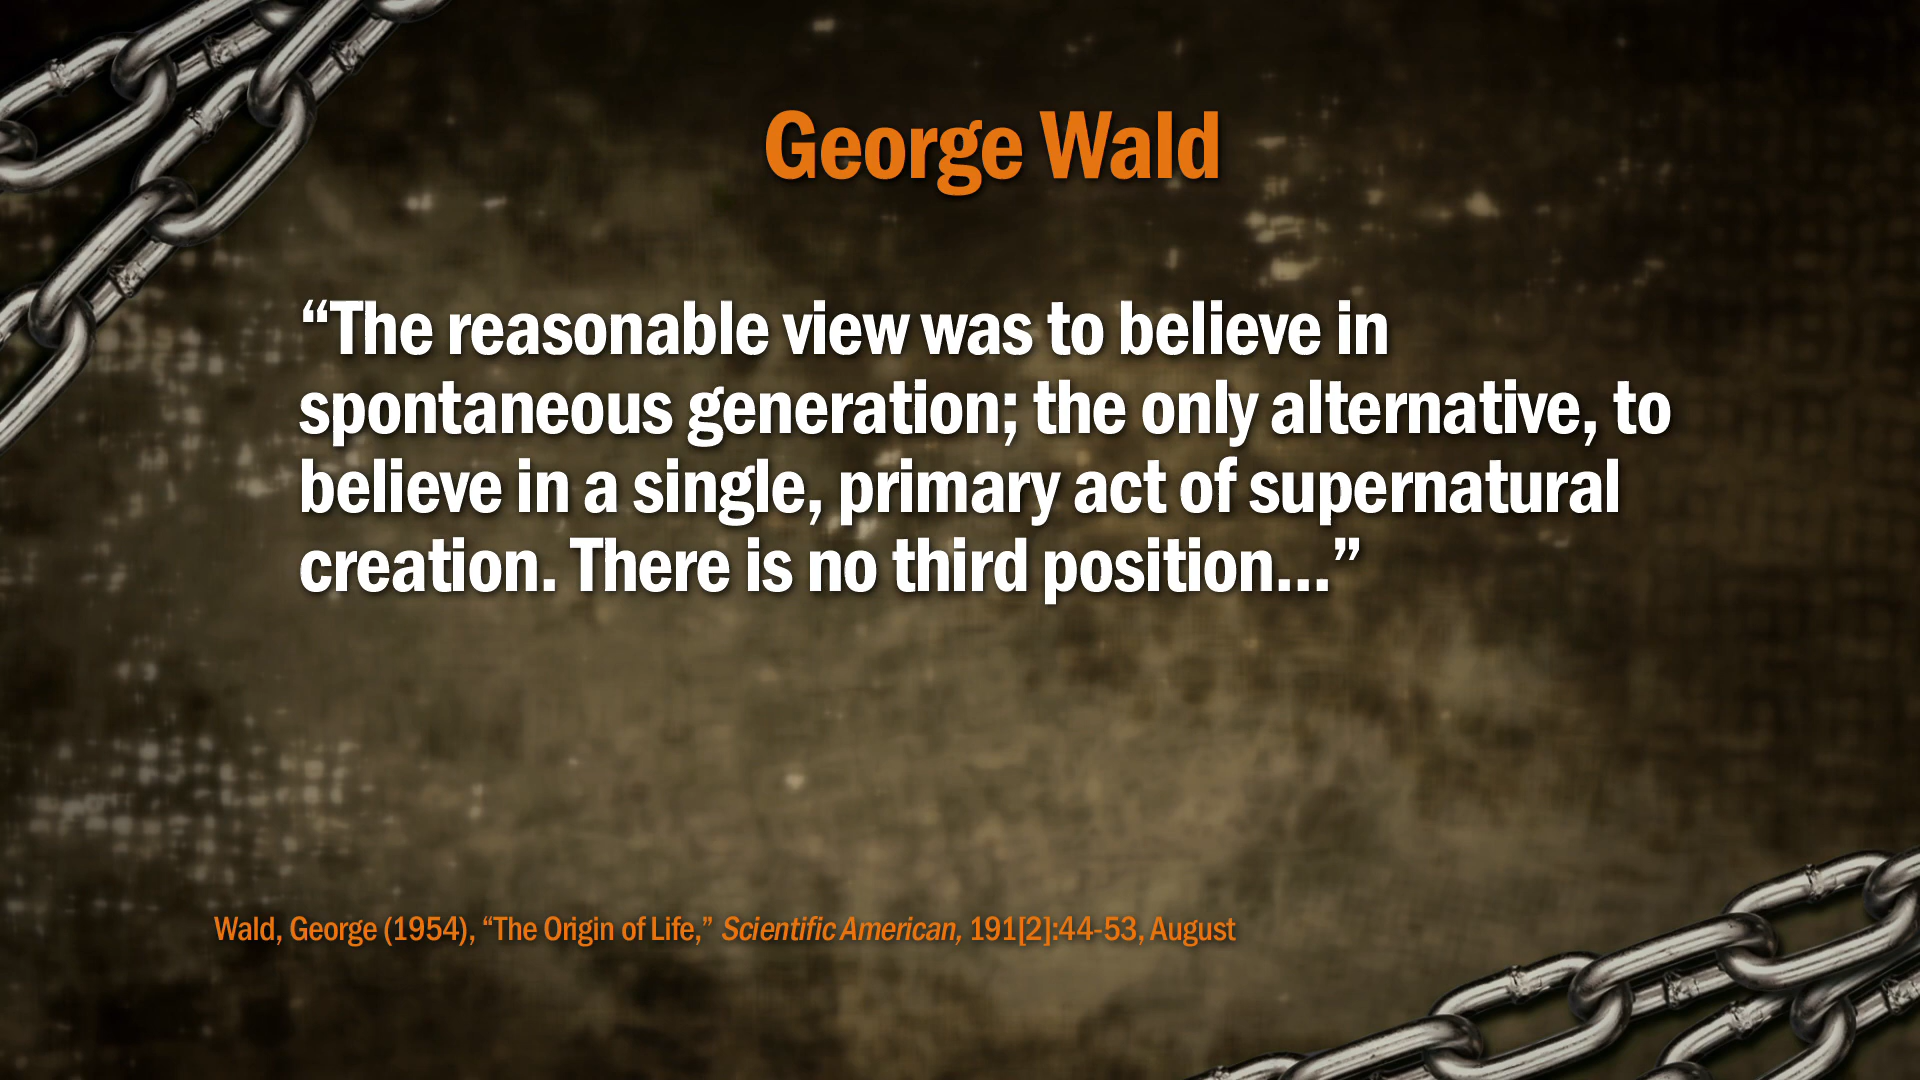 George Wald
“The reasonable view was to believe in
spontaneous generation; the only alternative, to
believe in a single, primary act of supernatural
creation. There is no third position...”
Wald, George (1954), “The Origin of Life,” Scientific American, 191[2]:44-53, August